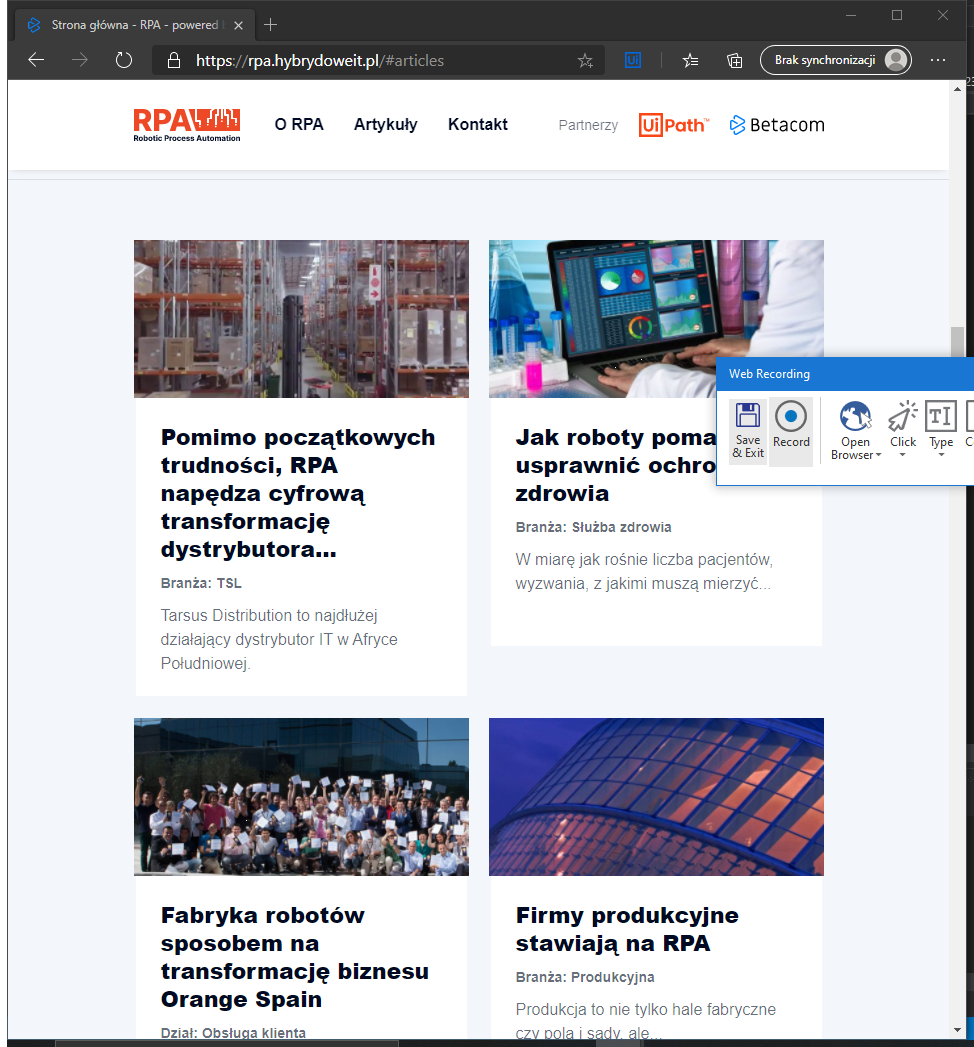 Strona główna - RPA - powered
https://rpa.hybrydoweit.pl/#articles
Brak synchronizacji
RPA
Robotic Process Automation
O RPA
Artykuły
Kontakt
Partnerzy
UiPath™
Betacom
Pomimo początkowych
trudności, RPA
napędza cyfrową
transformację
dystrybutora...
Branża: TSL
Tarsus Distribution to najdłużej
działający dystrybutor IT w Afryce
Południowej.
Jak roboty poma
usprawnić ochro
zdrowia
Branża: Służba zdrowia
W miarę jak rośnie liczba pacjentów,
wyzwania, z jakimi muszą mierzyć...
Web Recording
Save
& Exit
Record
Open
Browser
Click
Type
Fabryka robotów
sposobem na
transformację biznesu
Orange Spain
Dział: Obsługa klienta
Firmy produkcyjne
stawiają na RPA
Branża: Produkcyjna
Produkcja to nie tylko hale fabryczne
czy pola i sady, ale...